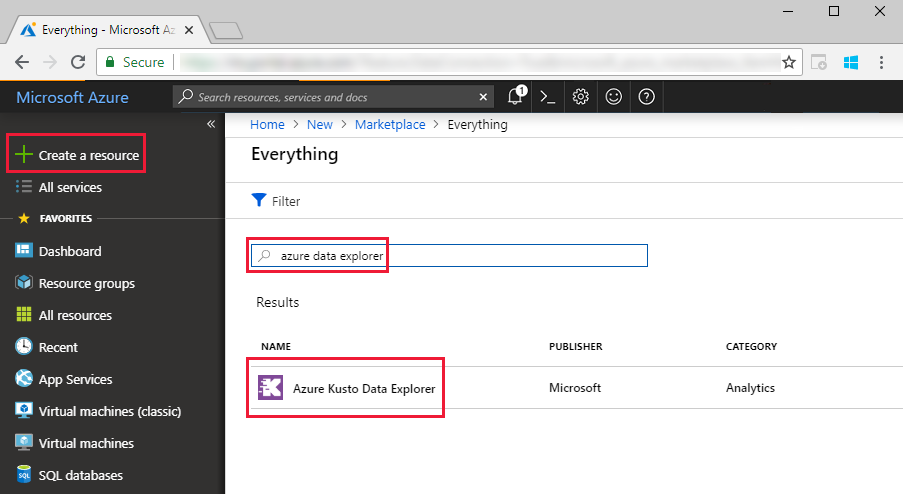 Everything - Microsoft Az
Secure
Microsoft Azure
Search resources, services and docs
1
Home > New > Marketplace > Everything
Create a resource
All services
FAVORITES
Dashboard
Resource groups
All resources
Recent
App Services
Virtual machines (classic)
Virtual machines
SQL
SQL databases
Everything
Filter
azure data explorer
Results
NAME PUBLISHER CATEGORY
Azure Kusto Data Explorer Microsoft Analytics